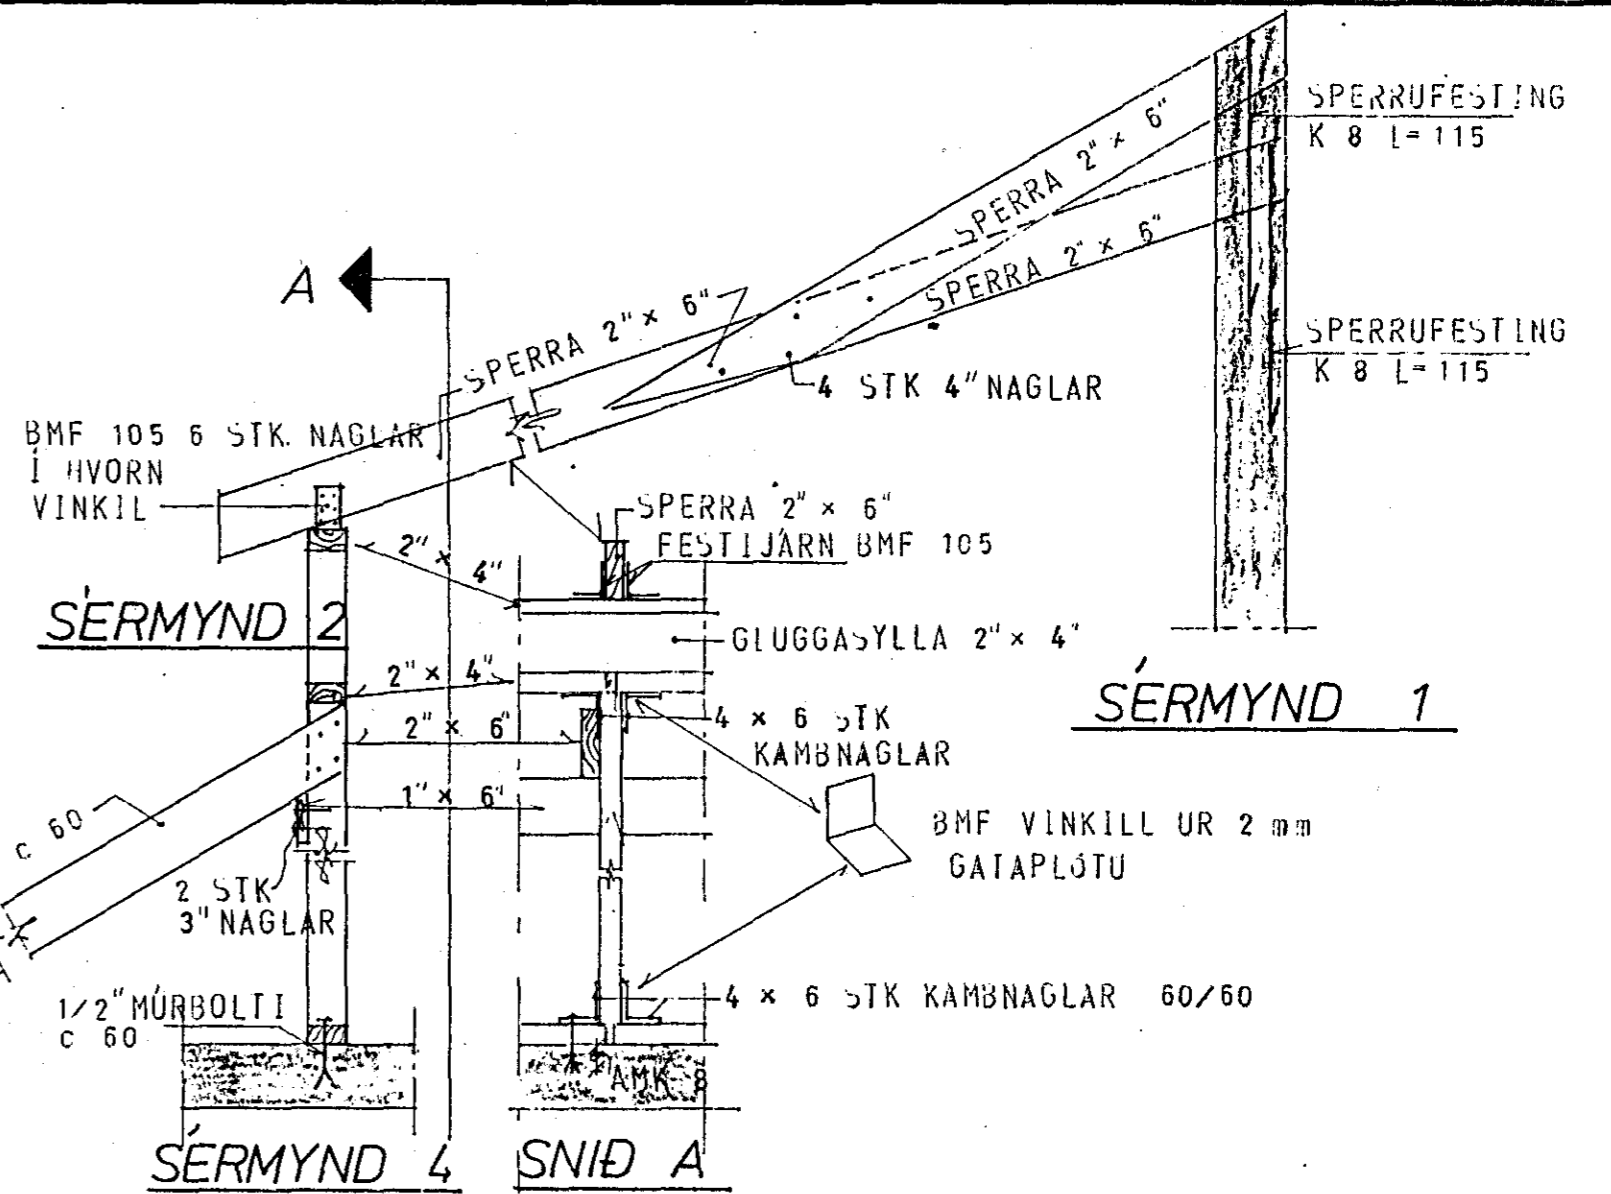 SPERRUFESTING
K 8 L=115
SPERRA 2" × 6"
SPERRA 2" × 6"
A
SPERRA 2" × 6"
SPERRUFESTING
K 8 L=115
4 STK 4" NAGLAR
BMF 105 6 STK. NAGLAR
Í HVORN
VINKIL
SPERRA 2" × 6"
FESTIJÁRN BMF 105
2" × 4"
SÉRMYND 2
GLUGGASYLLA 2" × 4"
2" × 4"
SÉRMYND 1
4 × 6 STK
KAMBNAGLAR
2" × 6"
1" × 6"
c 60
BMF VINKILL UR 2 mm
GATAPLÖTU
2 STK
3" NAGLAR
1/2" MÚRBOLTI
c 60
4 × 6 STK KAMBNAGLAR 60/60
AMK 8
SÉRMYND 4
SNIÐ A